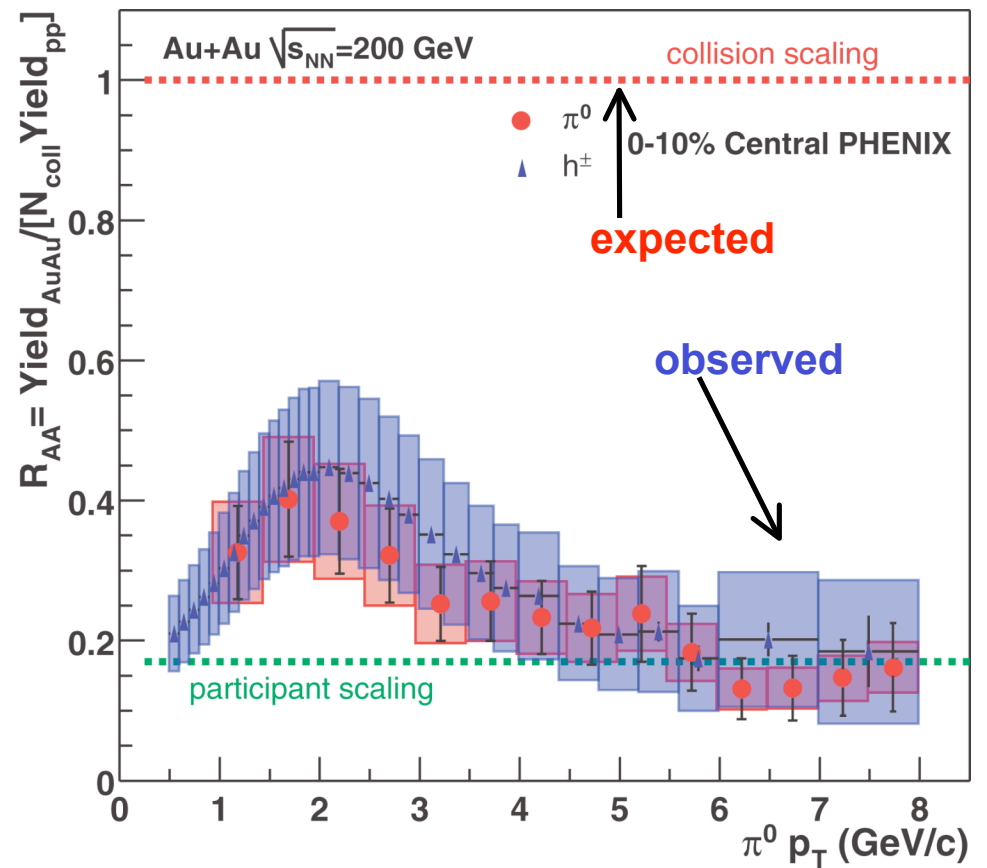 Au+Au √sNN=200 GeV
collision scaling
π0
0-10% Central PHENIX
h±
expected
observed
participant scaling
RAA= YieldAuAu/[Ncoll Yieldpp]
1
0.8
0.6
0.4
0.2
0
0 1 2 3 4 5 6 7 8
π0 pT (GeV/c)